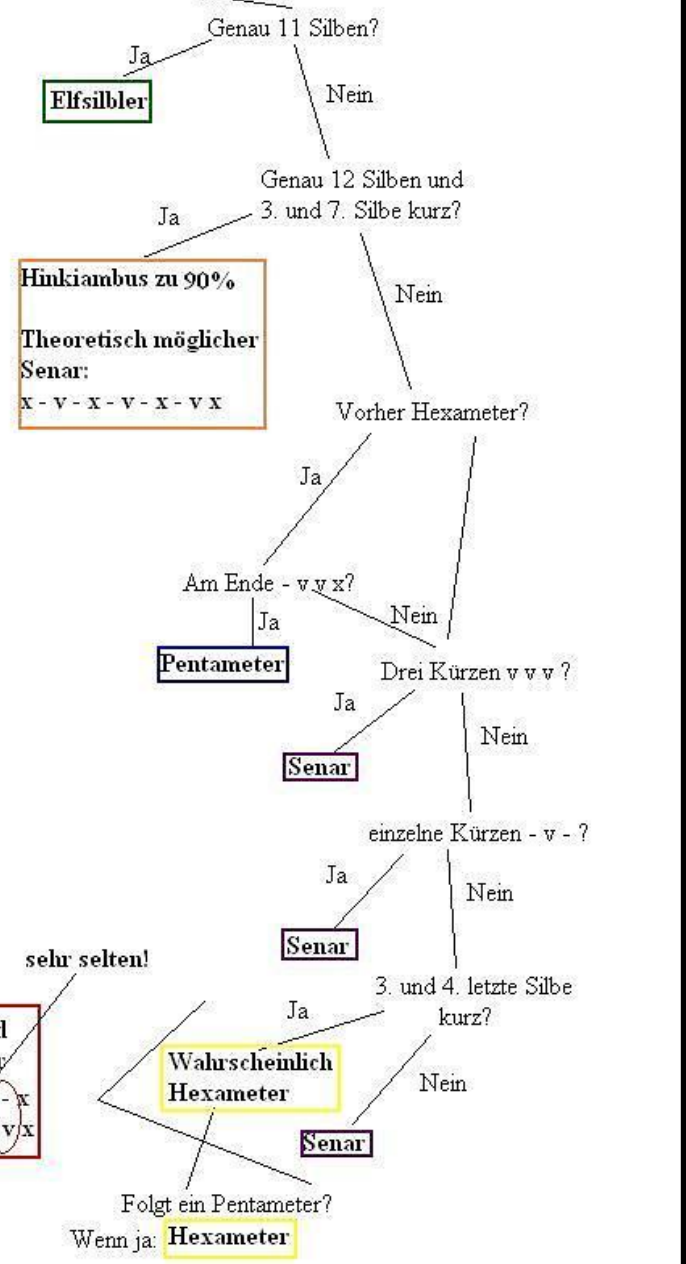 Genau 11 Silben?
Ja
Elfsilbler
Nein
Genau 12 Silben und
3. und 7. Silbe kurz?
Ja
Hinkiambus zu 90%
Nein
Theoretisch möglicher
Senar:
x - v - x - v - x - v x
Vorher Hexameter?
Ja
Am Ende - v v x?
Nein
Ja
Pentameter
Drei Kürzen v v v ?
Ja
Nein
Senar
einzelne Kürzen - v - ?
Ja
Nein
Senar
sehr selten!
3. und 4. letzte Silbe
kurz?
Ja
Wahrscheinlich
Hexameter
Nein
- x
v x
Senar
Folgt ein Pentameter?
Wenn ja: Hexameter